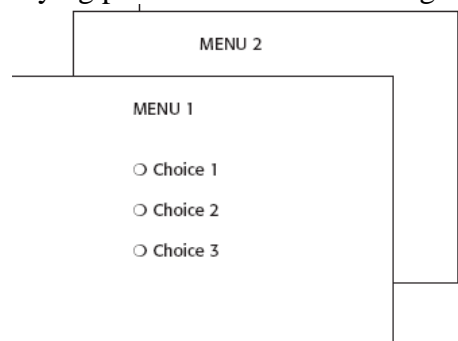 MENU 2
MENU 1
❍ Choice 1
❍ Choice 2
❍ Choice 3